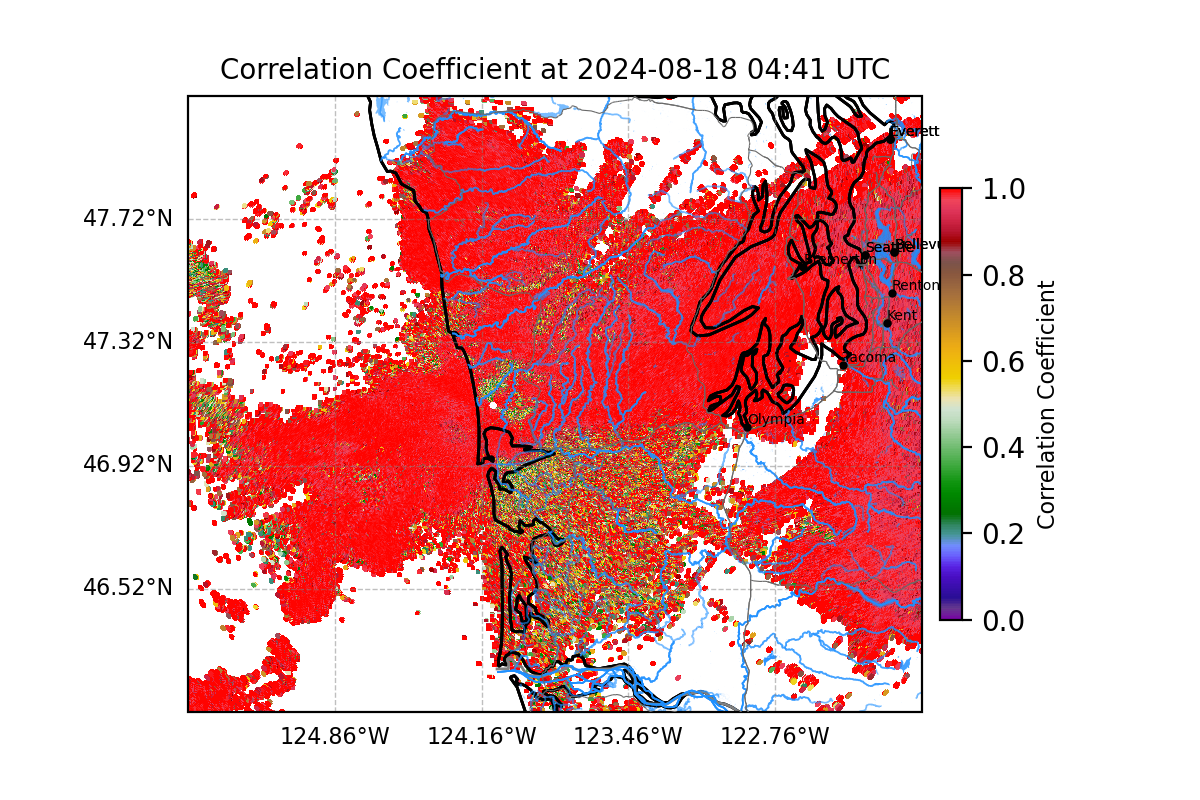 Correlation Coefficient at 2024-08-18 04:41 UTC
Everett
47.72°N
Seattle
Bellevu
Bremerton
Renton
Kent
47.32°N
Tacoma
Olympia
46.92°N
46.52°N
124.86°W
124.16°W
123.46°W
122.76°W
1.0
0.8
0.6
0.4
0.2
0.0
Correlation Coefficient